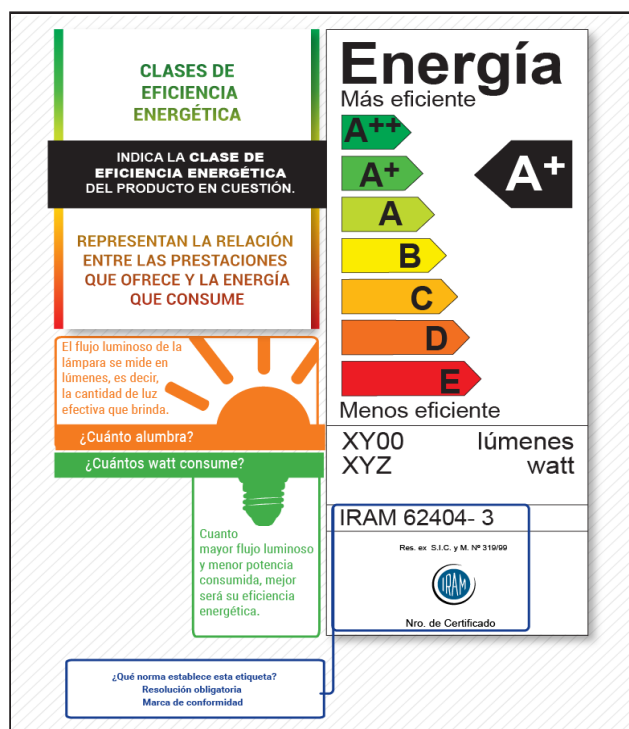 CLASES DE
EFICIENCIA
ENERGÉTICA
INDICA LA CLASE DE
EFICIENCIA ENERGÉTICA
DEL PRODUCTO EN CUESTIÓN.
REPRESENTAN LA RELACIÓN
ENTRE LAS PRESTACIONES
QUE OFRECE Y LA ENERGÍA
QUE CONSUME
El flujo luminoso de la
lámpara se mide en
lúmenes, es decir,
la cantidad de luz
efectiva que brinda.
¿Cuánto alumbra?
¿Cuántos watt consume?
Cuanto
mayor flujo luminoso
y menor potencia
consumida, mejor
será su eficiencia
energética.
Energía
Más eficiente
A++
A+
A+
A
B
C
D
E
Menos eficiente
XY00 lúmenes
XYZ watt
IRAM 62404- 3
Res. ex S.I.C. y M. Nº 319/99
IRAM
Nro. de Certificado
¿Qué norma establece esta etiqueta?
Resolución obligatoria
Marca de conformidad